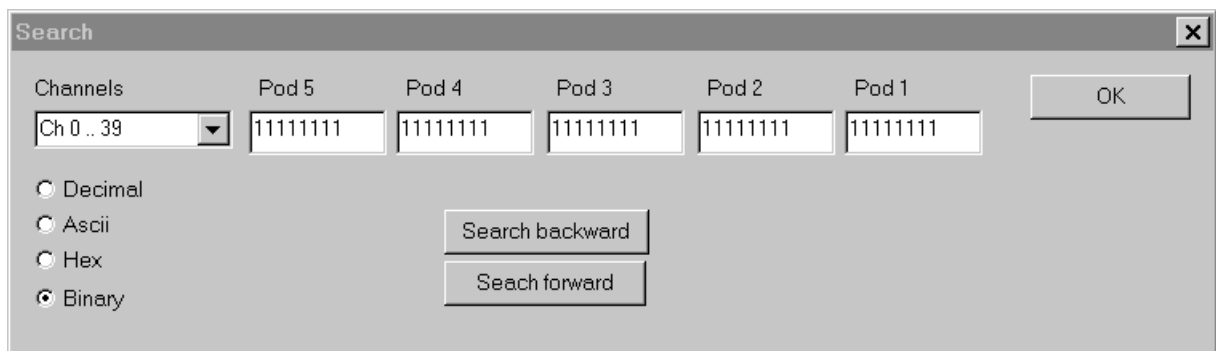 Search
Channels Pod 5 Pod 4 Pod 3 Pod 2 Pod 1
Ch 0 .. 39 11111111 11111111 11111111 11111111 11111111 OK
Decimal
Ascii
Search backward
Hex
Seach forward
Binary